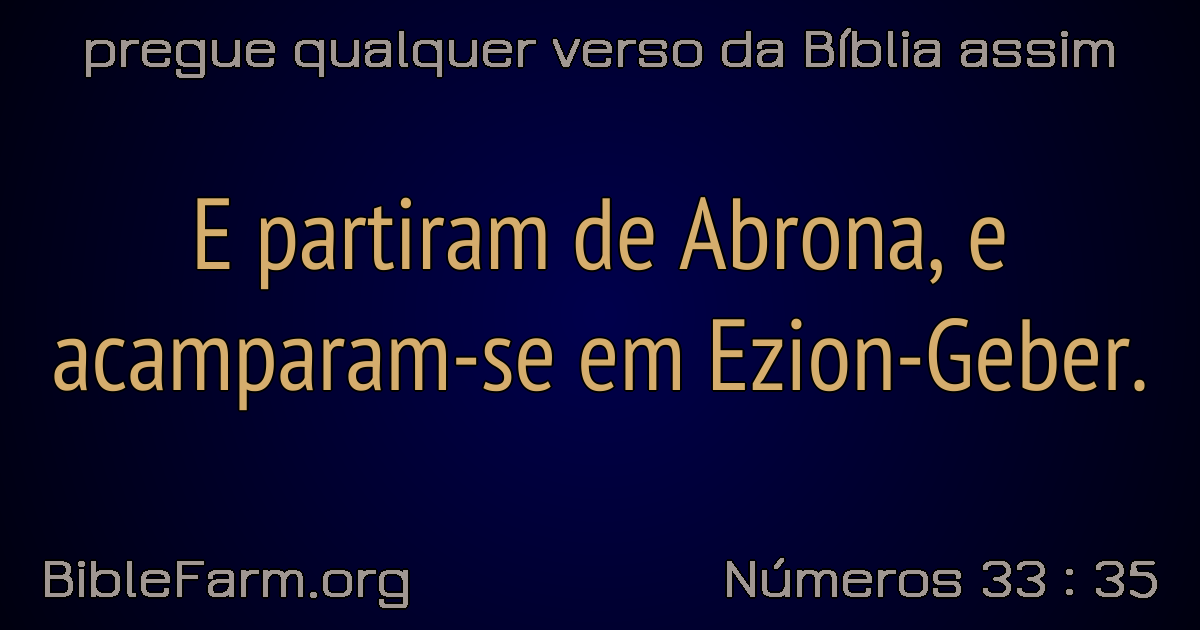 pregue qualquer verso da Bíblia assim
E partiram de Abrona, e
acamparam-se em Ezion-Geber.
BibleFarm.org
Números 33 : 35